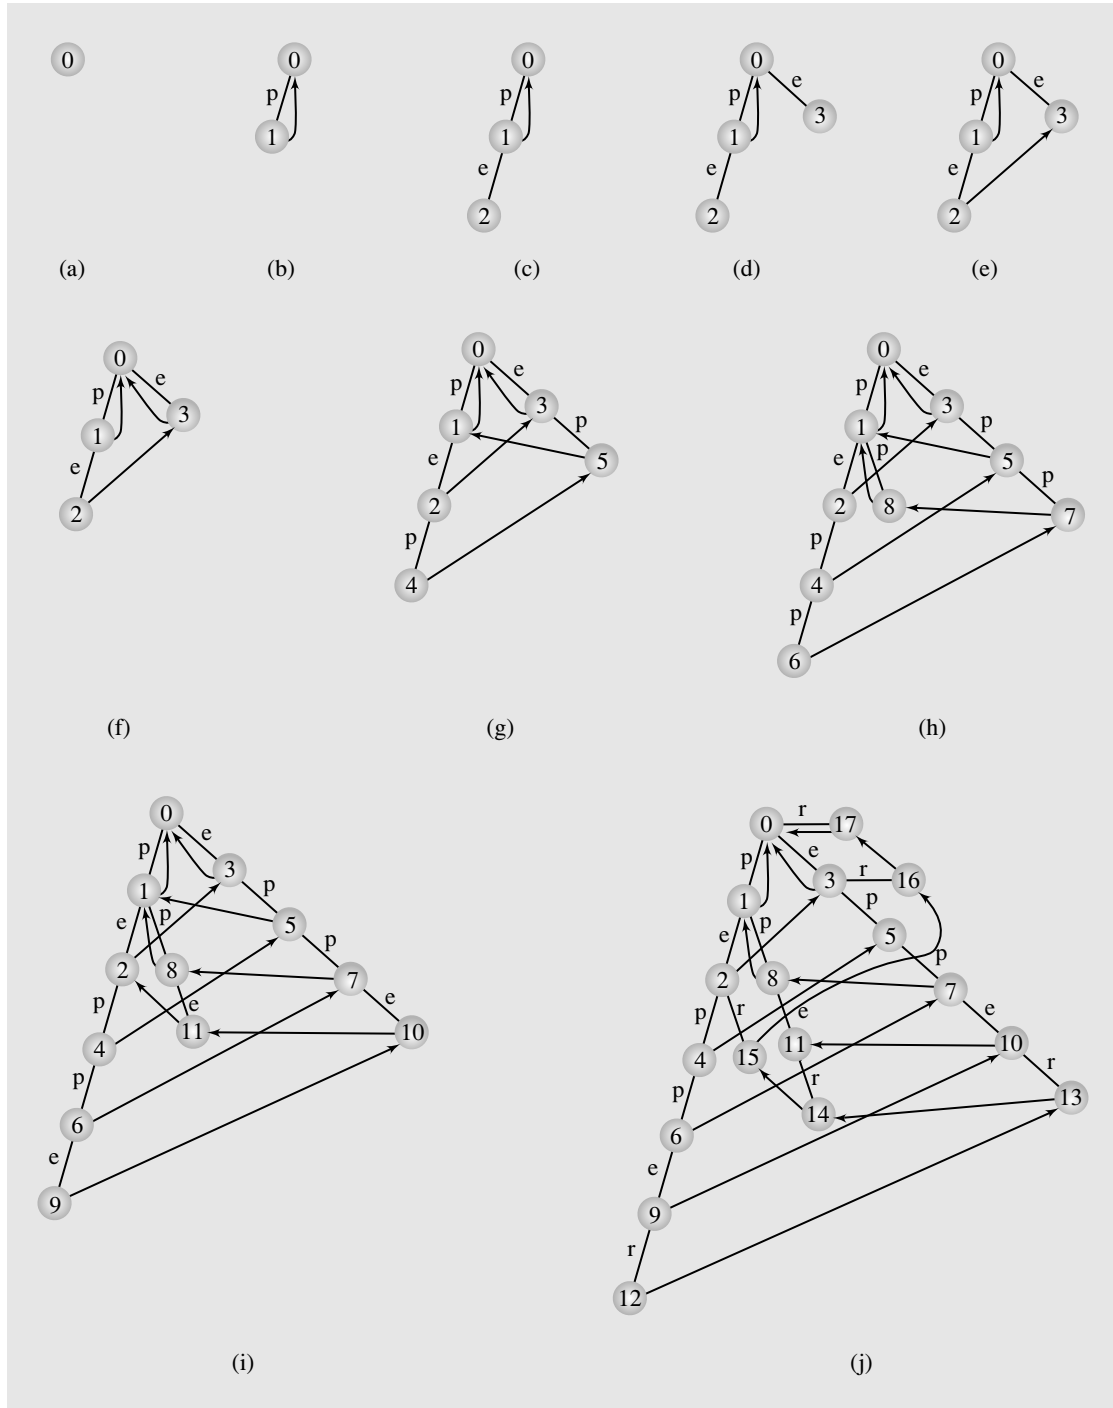 0 0 0 0 0
p p p e p e
1 1 1 3 1 3
e e e
2 2 2
(a) (b) (c) (d) (e)
0 0 0
p e p e p e
1 3 1 3 1 3
e e p e p p
2 5 5
2 2 8 p
p p 7
4 4
p
6
(f) (g) (h)
0 0 r 17
p e p e
1 3 1 3 r 16
e p p e p p
2 8 5 5
p e p 2 8 p
4 11 7 p r e 7
p e 4 15 11 e
6 10 p r 10
e 6 14 r
9 e 13
9
r
12
(i) (j)